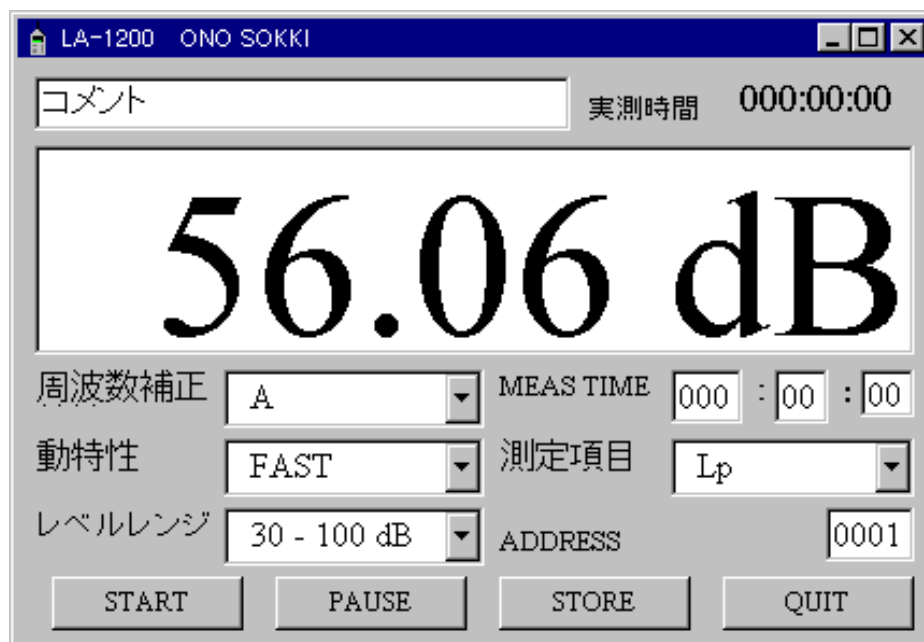 LA-1200 ONO SOKKI
コメント 実測時間 000:00:00
56.06 dB
周波数補正 A MEAS TIME 000 : 00 : 00
動特性 FAST 測定項目 Lp
レベルレンジ 30 - 100 dB ADDRESS 0001
START PAUSE STORE QUIT